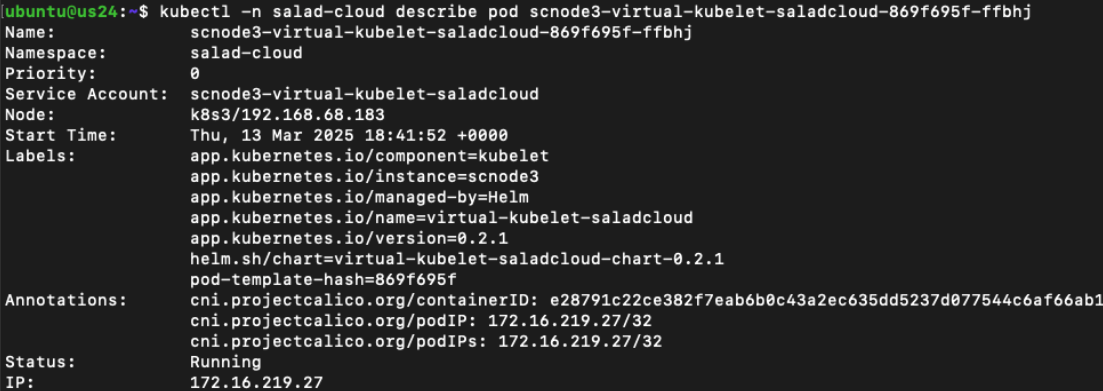 ubuntu@us24:~$ kubectl -n salad-cloud describe pod scnode3-virtual-kubelet-saladcloud-869f695f-ffbhj
Name: scnode3-virtual-kubelet-saladcloud-869f695f-ffbhj
Namespace: salad-cloud
Priority: 0
Service Account: scnode3-virtual-kubelet-saladcloud
Node: k8s3/192.168.68.183
Start Time: Thu, 13 Mar 2025 18:41:52 +0000
Labels: app.kubernetes.io/component=kubelet
app.kubernetes.io/instance=scnode3
app.kubernetes.io/managed-by=Helm
app.kubernetes.io/name=virtual-kubelet-saladcloud
app.kubernetes.io/version=0.2.1
helm.sh/chart=virtual-kubelet-saladcloud-chart-0.2.1
pod-template-hash=869f695f
Annotations: cni.projectcalico.org/containerID: e28791c22ce382f7eab6b0c43a2ec635dd5237d077544c6af66ab1
cni.projectcalico.org/podIP: 172.16.219.27/32
cni.projectcalico.org/podIPs: 172.16.219.27/32
Status: Running
IP: 172.16.219.27